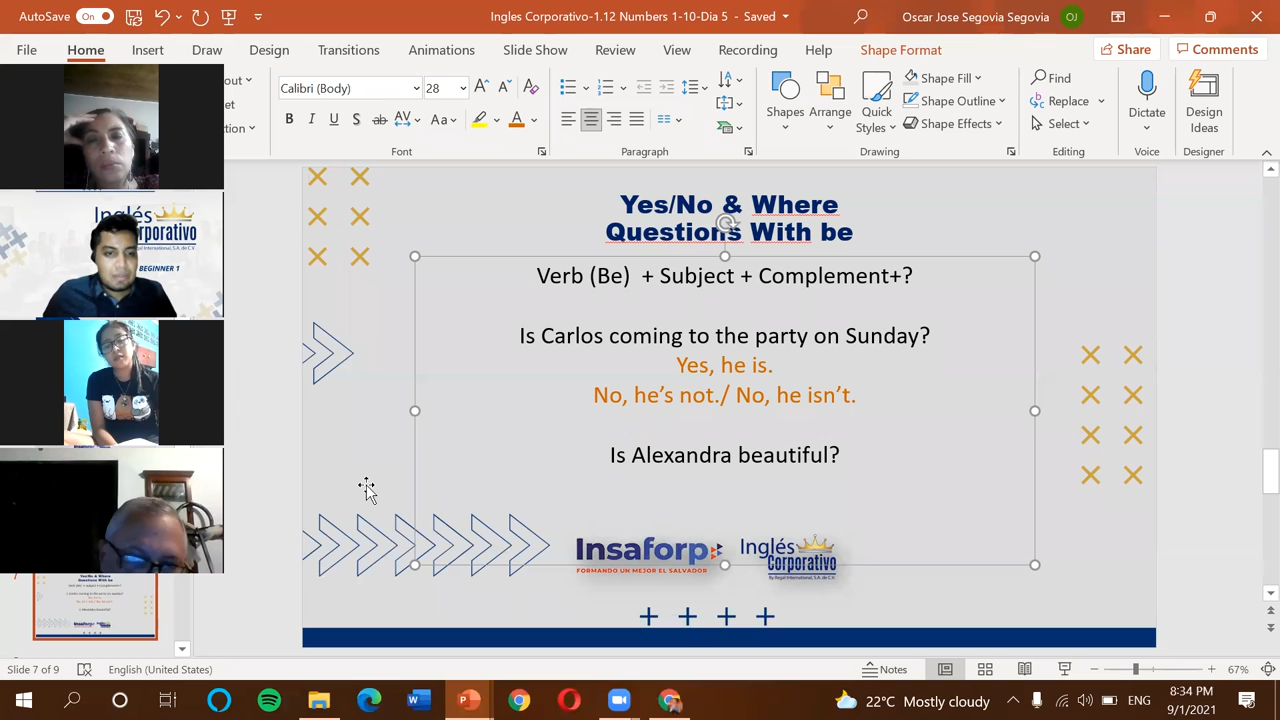 AutoSave On
Ingles Corporativo-1.12 Numbers 1-10-Dia 5 - Saved
Oscar Jose Segovia Segovia
OJ
File Home Insert Draw Design Transitions Animations Slide Show Review View Recording Help Shape Format
Share Comments
Calibri (Body) 28
B I U S ab AV Aa A
Shapes Arrange Quick Styles
Shape Fill
Shape Outline
Shape Effects
Find
Replace
Select
Dictate
Design Ideas
Font Paragraph Drawing Editing Voice Designer
Inglés
BEGINNER 1
Yes/No & Where
Questions With be
Verb (Be) + Subject + Complement+?
Is Carlos coming to the party on Sunday?
Yes, he is.
No, he's not./ No, he isn't.
Is Alexandra beautiful?
Insaforp
FORMANDO UN MEJOR EL SALVADOR
Inglés
Corporativo
Slide 7 of 9
English (United States)
Notes
67%
22°C Mostly cloudy
ENG
8:34 PM
9/1/2021